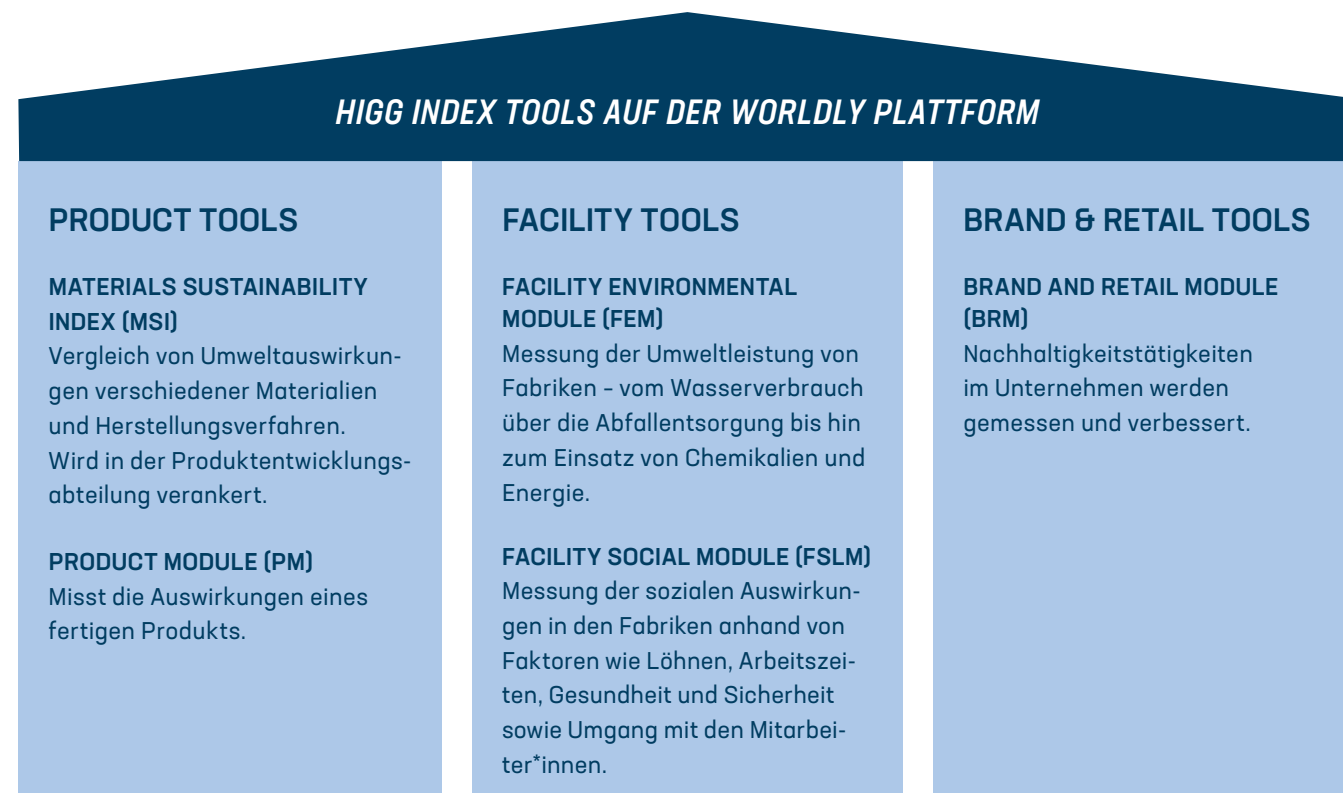 HIGG INDEX TOOLS AUF DER WORLDLY PLATTFORM
PRODUCT TOOLS
MATERIALS SUSTAINABILITY
INDEX (MSI)
Vergleich von Umweltauswirkun-
gen verschiedener Materialien
und Herstellungsverfahren.
Wird in der Produktentwicklungs-
abteilung verankert.
PRODUCT MODULE (PM)
Misst die Auswirkungen eines
fertigen Produkts.
FACILITY TOOLS
FACILITY ENVIRONMENTAL
MODULE (FEM)
Messung der Umweltleistung von
Fabriken – vom Wasserverbrauch
über die Abfallentsorgung bis hin
zum Einsatz von Chemikalien und
Energie.
FACILITY SOCIAL MODULE (FSLM)
Messung der sozialen Auswirkun-
gen in den Fabriken anhand von
Faktoren wie Löhnen, Arbeitszei-
ten, Gesundheit und Sicherheit
sowie Umgang mit den Mitarbei-
ter*innen.
BRAND & RETAIL TOOLS
BRAND AND RETAIL MODULE
(BRM)
Nachhaltigkeitstätigkeiten
im Unternehmen werden
gemessen und verbessert.